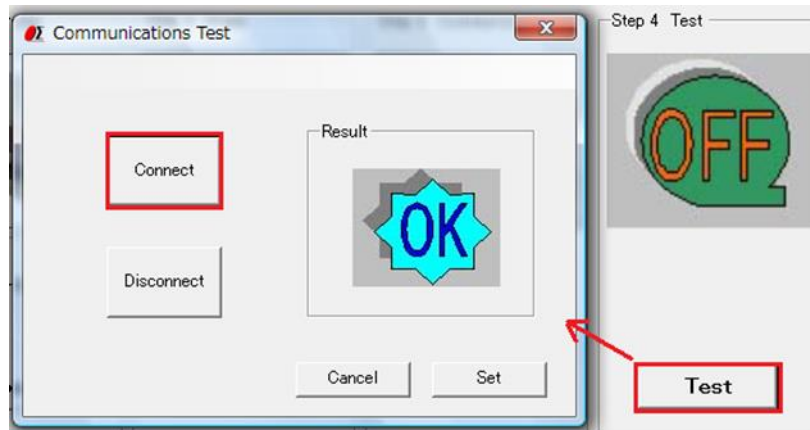 Communications Test
Connect
Disconnect
Result
OK
Cancel
Set
Step 4 Test
OFF
Test